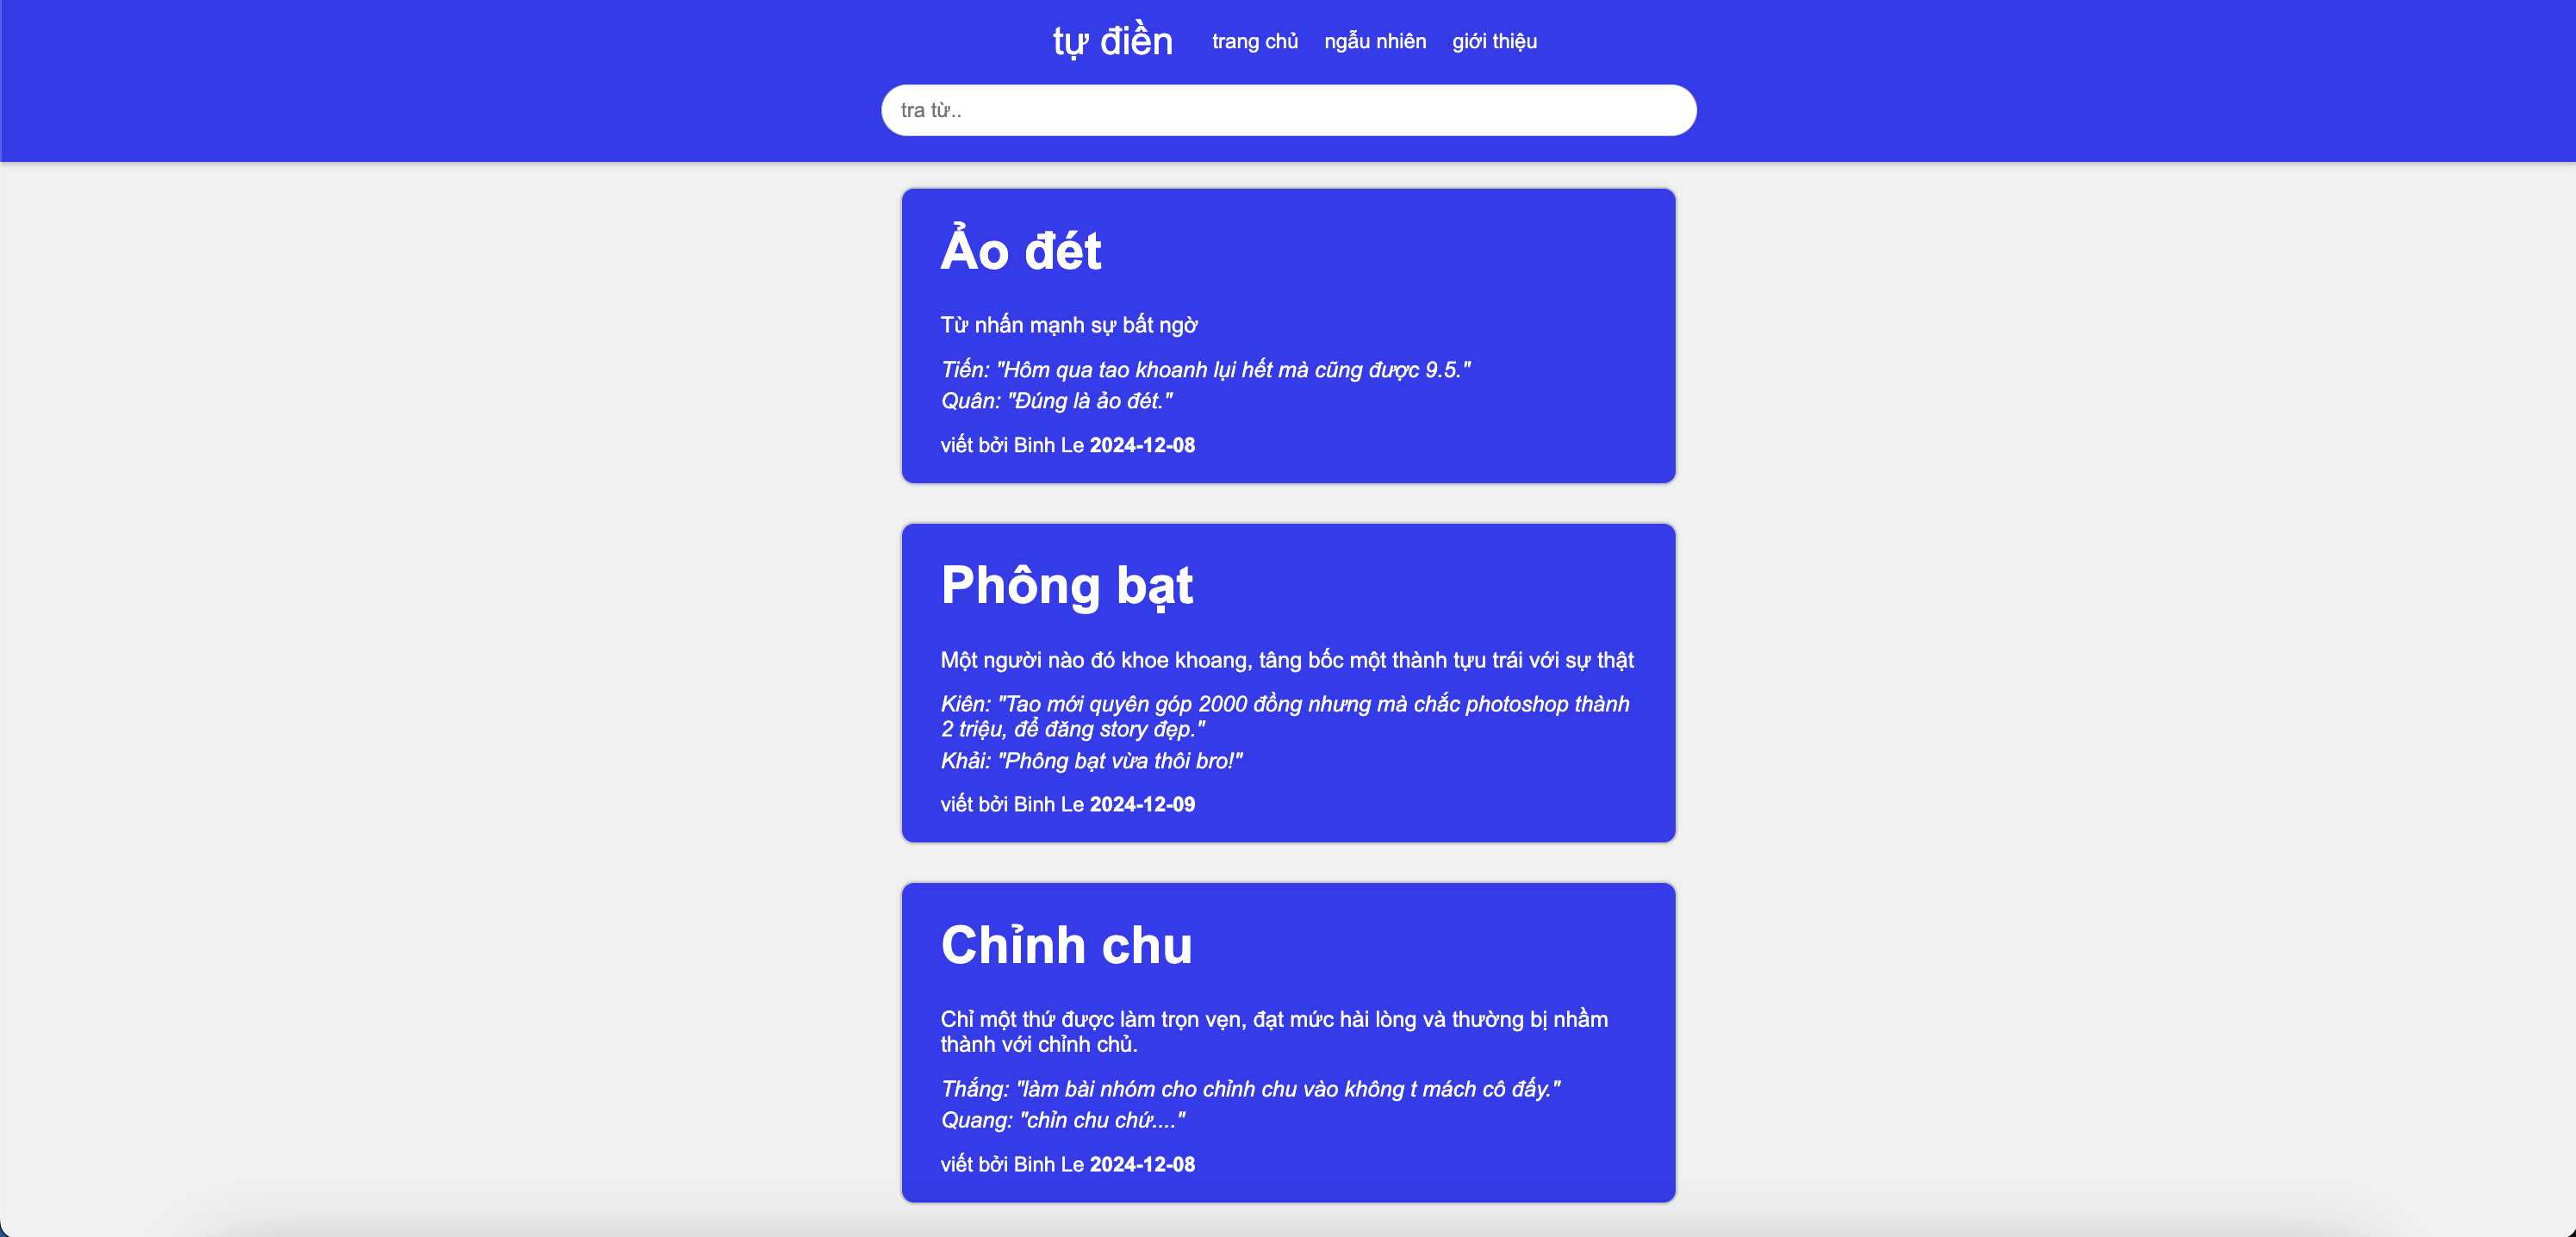 tự điền
trang chủ
ngẫu nhiên
giới thiệu
tra từ..
Ảo đét
Từ nhấn mạnh sự bất ngờ
Tiến: "Hôm qua tao khoanh lụi hết mà cũng được 9.5."
Quân: "Đúng là ảo đét."
viết bởi Binh Le 2024-12-08
Phông bạt
Một người nào đó khoe khoang, tâng bốc một thành tựu trái với sự thật
Kiên: "Tao mới quyên góp 2000 đồng nhưng mà chắc photoshop thành
2 triệu, để đăng story đẹp."
Khải: "Phông bạt vừa thôi bro!"
viết bởi Binh Le 2024-12-09
Chỉnh chu
Chỉ một thứ được làm trọn vẹn, đạt mức hài lòng và thường bị nhầm
thành với chỉnh chủ.
Thắng: "làm bài nhóm cho chỉnh chu vào không t mách cô đấy."
Quang: "chỉn chu chứ...."
viết bởi Binh Le 2024-12-08